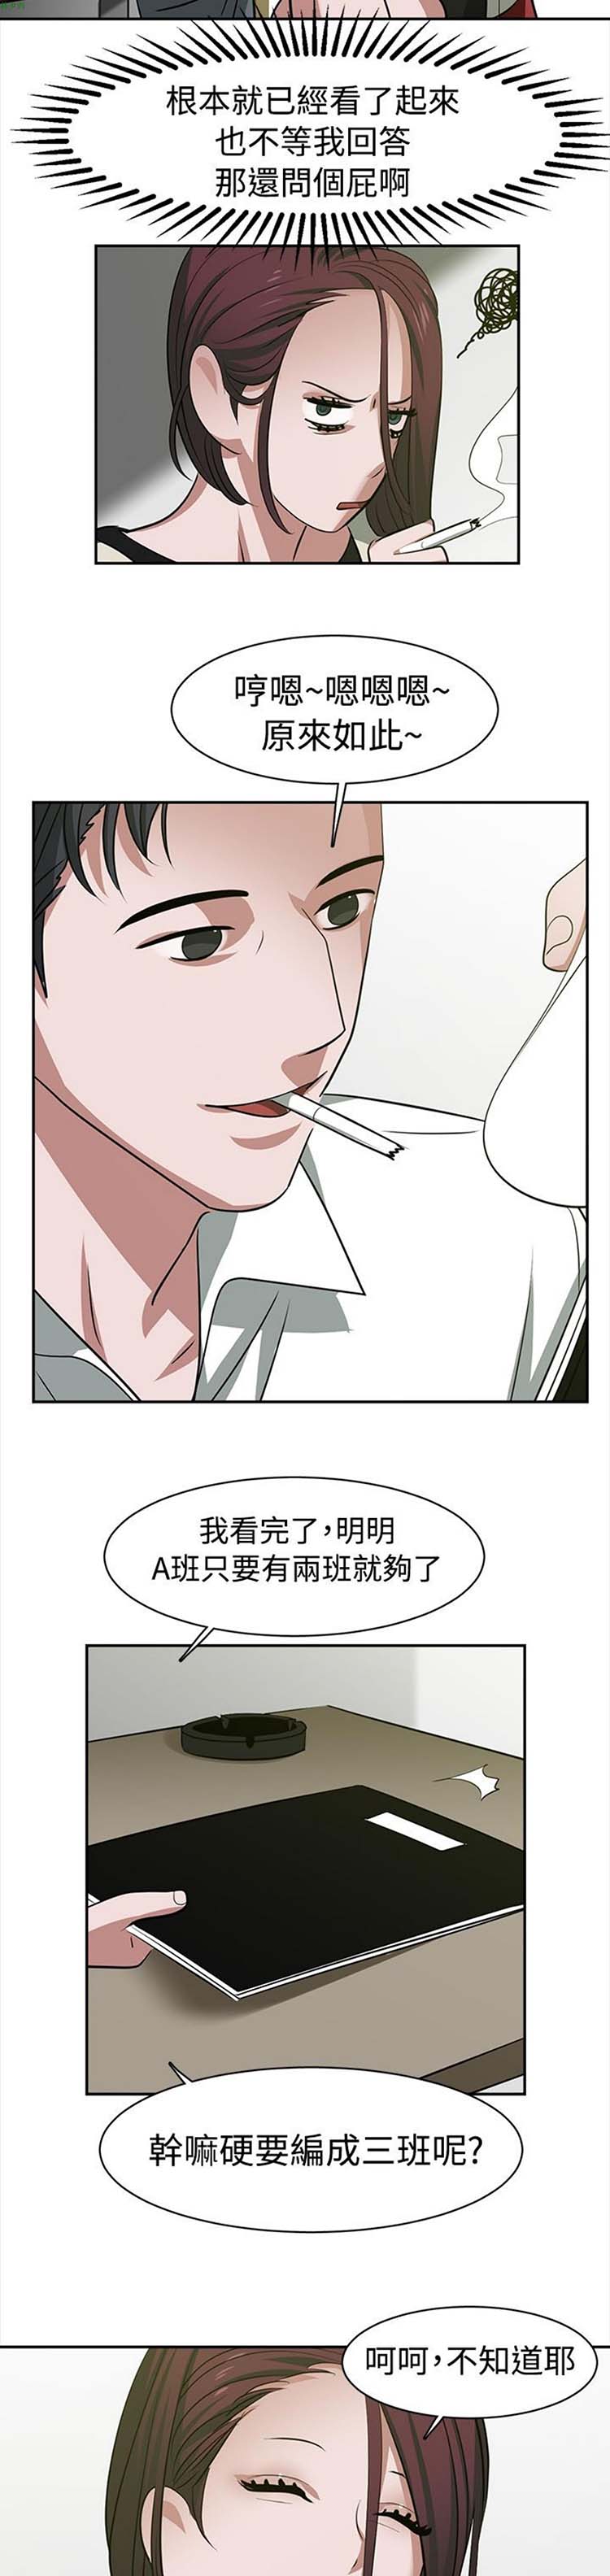 根本就已經看了起來
也不等我回答
那還問個屁啊
哼嗯~嗯嗯嗯~
原來如此~
我看完了，明明
A班只要有兩班就夠了
幹嘛硬要編成三班呢?
呵呵，不知道耶